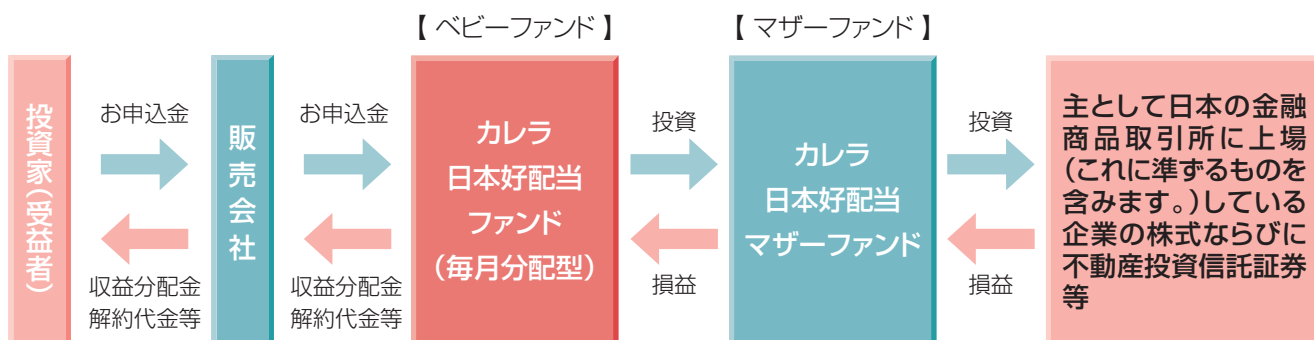 【 ベビーファンド 】
【 マザーファンド 】
投資家(受益者)
お申込金
収益分配金
解約代金等
販売会社
お申込金
収益分配金
解約代金等
カレラ
日本好配当
ファンド
(毎月分配型)
投資
損益
カレラ
日本好配当
マザーファンド
投資
損益
主として日本の金融
商品取引所に上場
(これに準ずるものを
含みます。)している
企業の株式ならびに
不動産投資信託証券
等